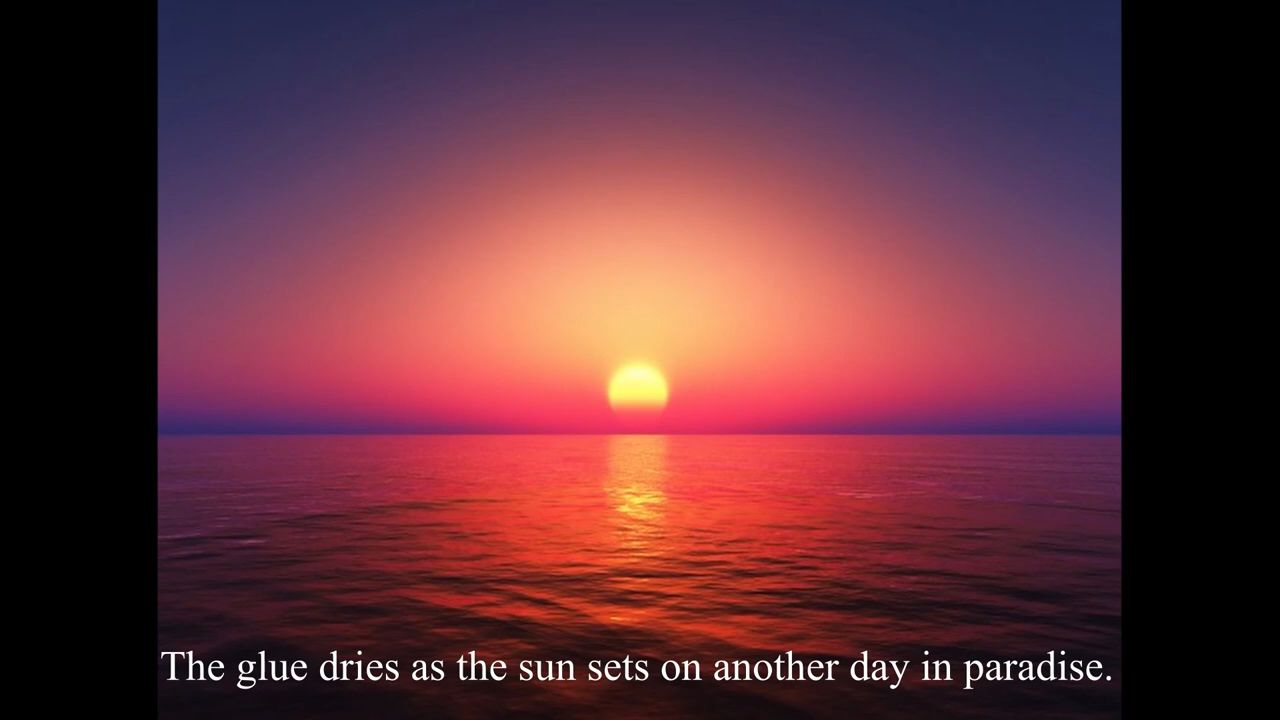 The glue dries as the sun sets on another day in paradise.